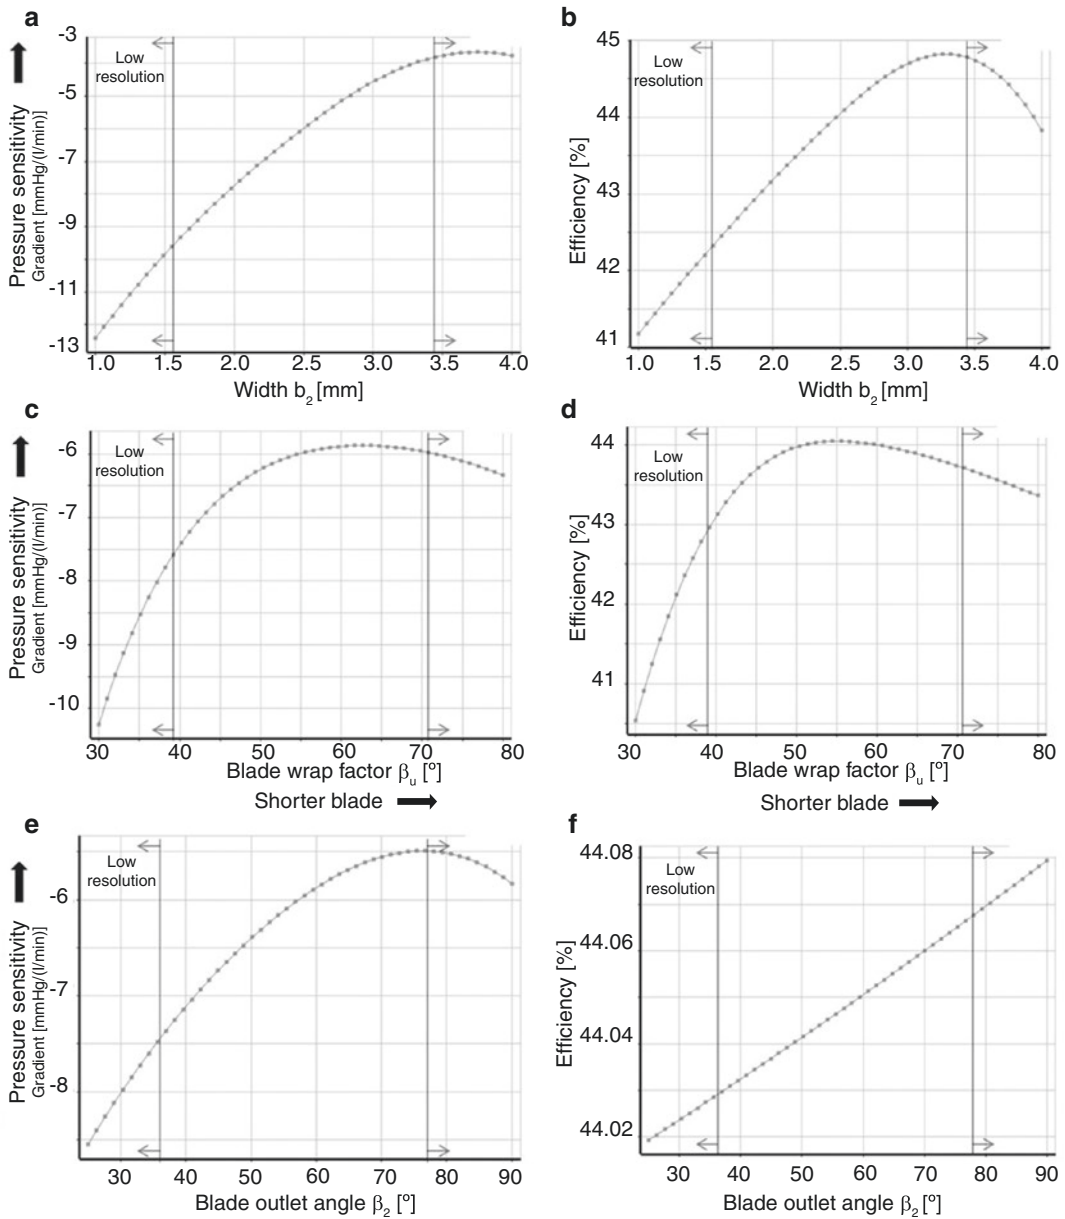 a
Pressure sensitivity
Gradient [mmHg/(l/min)]
-3
-5
-7
-9
-11
-13
Low
resolution
1.0 1.5 2.0 2.5 3.0 3.5 4.0
Width b2 [mm]
b
Efficiency [%]
45
44
43
42
41
Low
resolution
1.0 1.5 2.0 2.5 3.0 3.5 4.0
Width b2 [mm]
c
Pressure sensitivity
Gradient [mmHg/(l/min)]
-6
-7
-8
-9
-10
Low
resolution
30 40 50 60 70 80
Blade wrap factor βu [º]
Shorter blade
d
Efficiency [%]
44
43
42
41
Low
resolution
30 40 50 60 70 80
Blade wrap factor βu [º]
Shorter blade
e
Pressure sensitivity
Gradient [mmHg/(l/min)]
-6
-7
-8
Low
resolution
30 40 50 60 70 80 90
Blade outlet angle β2 [º]
f
Efficiency [%]
44.08
44.06
44.04
44.02
Low
resolution
30 40 50 60 70 80 90
Blade outlet angle β2 [º]